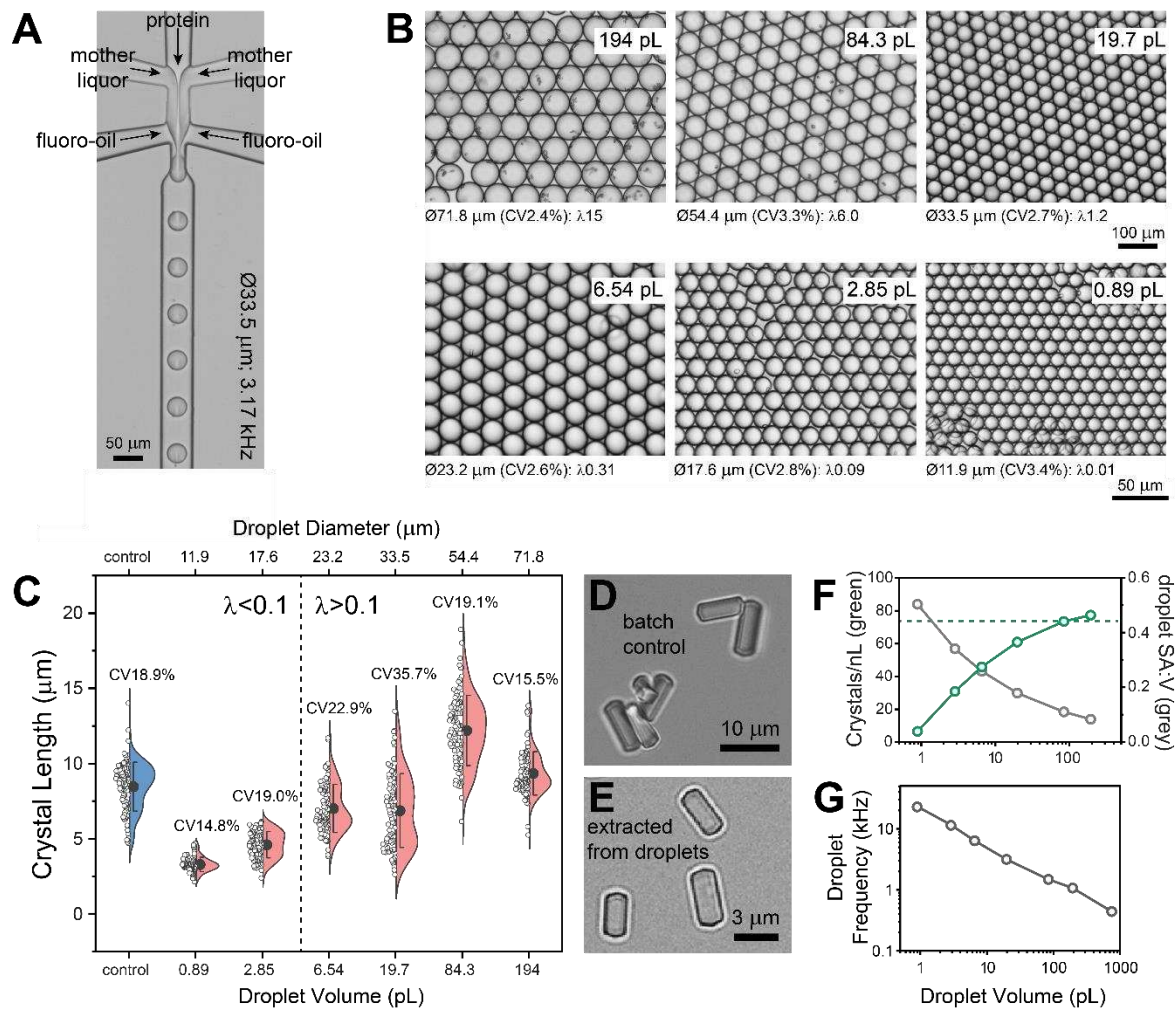 A
protein
mother
liquor
mother
liquor
fluoro-oil
fluoro-oil
Ø33.5 μm; 3.17 kHz
50 μm
B
194 pL
84.3 pL
19.7 pL
Ø71.8 μm (CV2.4%): λ15
Ø54.4 μm (CV3.3%): λ6.0
Ø33.5 μm (CV2.7%): λ1.2
100 μm
6.54 pL
2.85 pL
0.89 pL
Ø23.2 μm (CV2.6%): λ0.31
Ø17.6 μm (CV2.8%): λ0.09
Ø11.9 μm (CV3.4%): λ0.01
50 μm
C
Droplet Diameter (μm)
control 11.9 17.6 23.2 33.5 54.4 71.8
λ<0.1 λ>0.1
CV18.9%
CV14.8%
CV19.0%
CV22.9%
CV35.7%
CV19.1%
CV15.5%
Crystal Length (μm)
20
15
10
5
0
control 0.89 2.85 6.54 19.7 84.3 194
Droplet Volume (pL)
D
batch
control
10 μm
E
extracted
from droplets
3 μm
F
Crystals/nL (green)
100
80
60
40
20
0
droplet SA:V (grey)
0.6
0.4
0.2
0.0
1 10 100
G
Droplet
Frequency (kHz)
10
1
0.1
1 10 100 1000
Droplet Volume (pL)